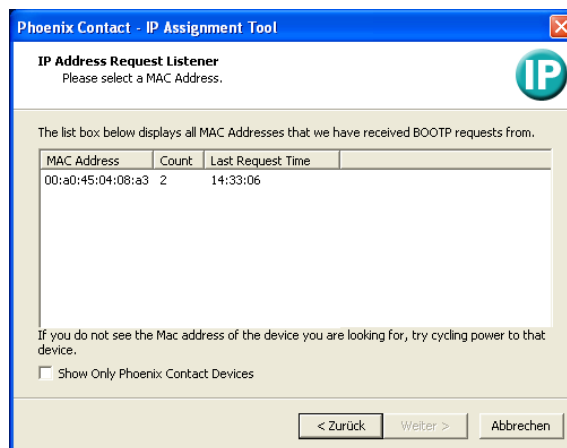 Phoenix Contact - IP Assignment Tool
IP Address Request Listener
Please select a MAC Address.
IP
The list box below displays all MAC Addresses that we have received BOOTP requests from.
MAC Address Count Last Request Time
00:a0:45:04:08:a3 2 14:33:06
If you do not see the Mac address of the device you are looking for, try cycling power to that
device.
Show Only Phoenix Contact Devices
< Zurück Weiter > Abbrechen